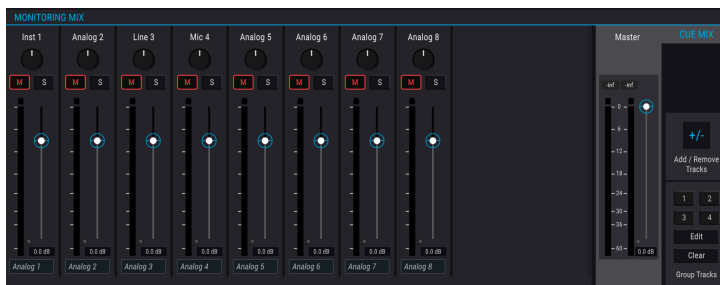 MONITORING MIX
Inst 1 Analog 2 Line 3 Mic 4 Analog 5 Analog 6 Analog 7 Analog 8 Master CUE MIX
M S M S M S M S M S M S M S M S
-inf -inf
0
6
12
+/-
Add / Remove
Tracks
18
24
1 2
30
3 4
36
Edit
60
0.0 dB 0.0 dB 0.0 dB 0.0 dB 0.0 dB 0.0 dB 0.0 dB 0.0 dB 0.0 dB
Clear
Analog 1 Analog 2 Analog 3 Analog 4 Analog 5 Analog 6 Analog 7 Analog 8
Group Tracks